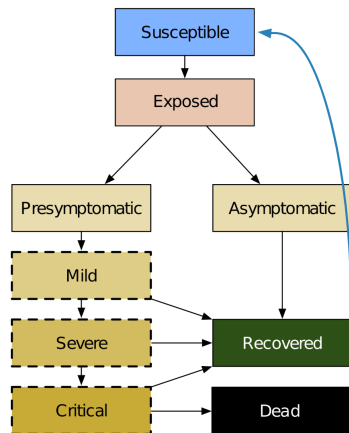 Susceptible
Exposed
Presymptomatic
Asymptomatic
Mild
Severe
Recovered
Critical
Dead